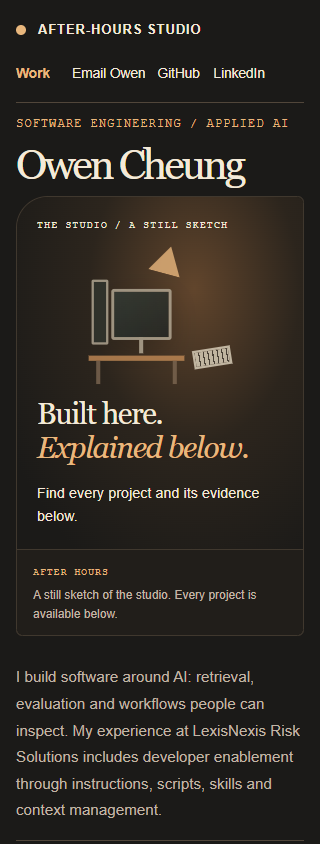 AFTER-HOURS STUDIO
Work Email Owen GitHub LinkedIn
SOFTWARE ENGINEERING / APPLIED AI
Owen Cheung
THE STUDIO / A STILL SKETCH
Built here.
Explained below.
Find every project and its evidence
below.
AFTER HOURS
A still sketch of the studio. Every project is
available below.
I build software around AI: retrieval,
evaluation and workflows people can
inspect. My experience at LexisNexis Risk
Solutions includes developer enablement
through instructions, scripts, skills and
context management.